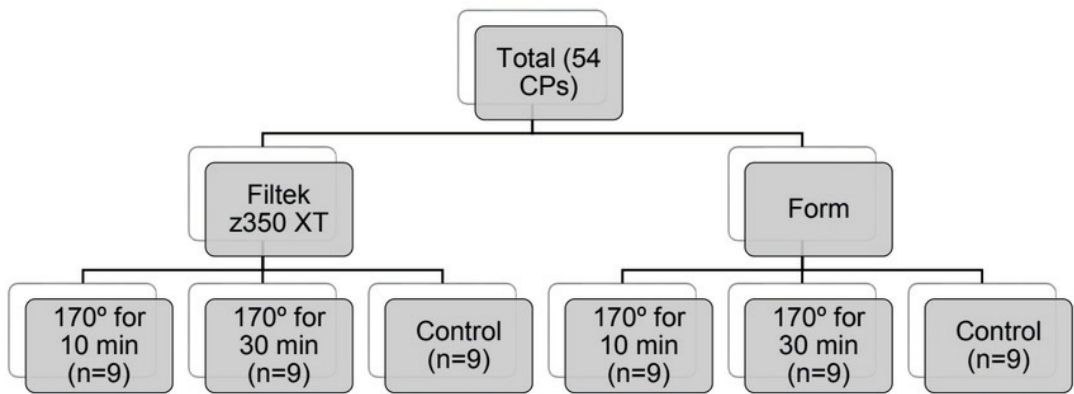 Total (54
CPs)
Filtek
z350 XT
Form
170º for
10 min
(n=9)
170º for
30 min
(n=9)
Control
(n=9)
170º for
10 min
(n=9)
170º for
30 min
(n=9)
Control
(n=9)